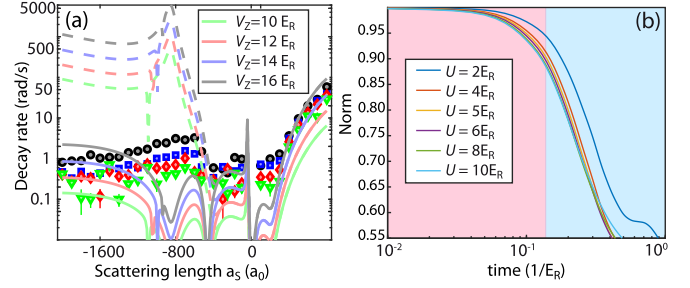 (a)
V_Z=10 E_R
V_Z=12 E_R
V_Z=14 E_R
V_Z=16 E_R
Decay rate (rad/s)
5000
500
50
5
1
0.1
-1600
-800
0
Scattering length a_S (a_0)
(b)
U = 2E_R
U = 4E_R
U = 5E_R
U = 6E_R
U = 8E_R
U = 10E_R
Norm
0.95
0.90
0.85
0.80
0.75
0.70
0.65
0.60
0.55
10^-2
10^-1
10^0
time (1/E_R)